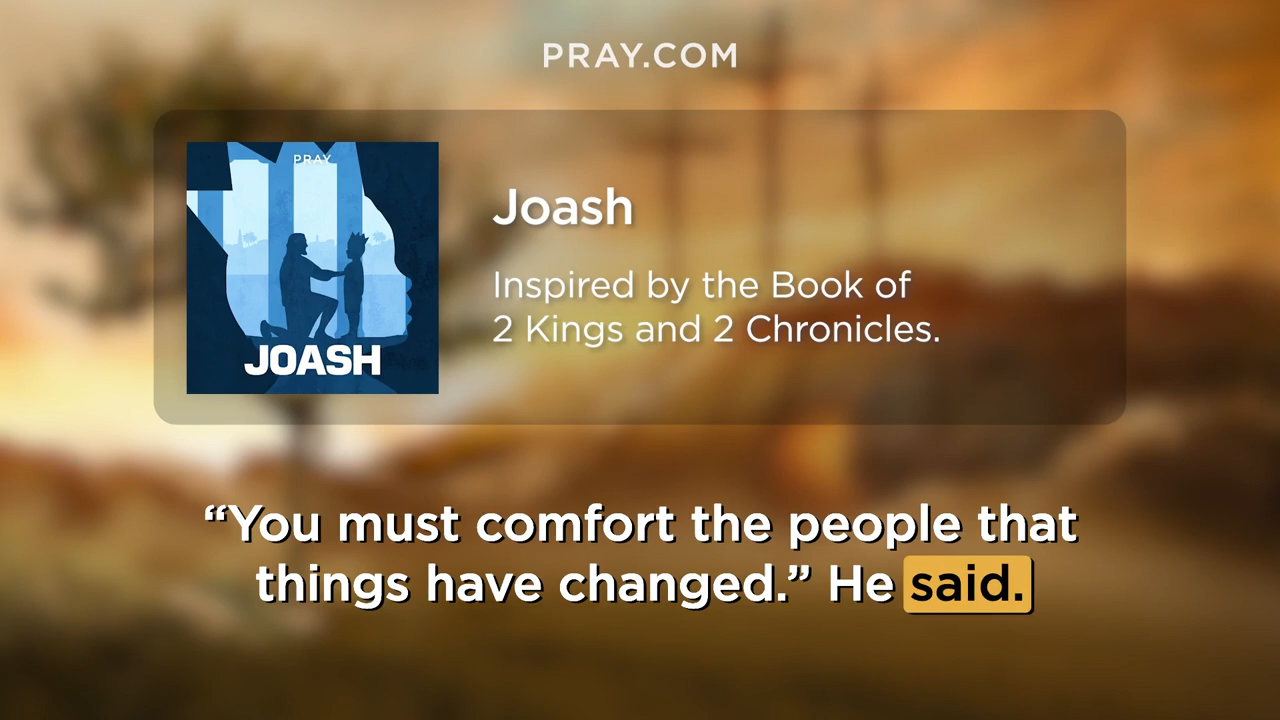 PRAY.COM
PRAY
JOASH
Joash
Inspired by the Book of
2 Kings and 2 Chronicles.
“You must comfort the people that
things have changed.” He said.